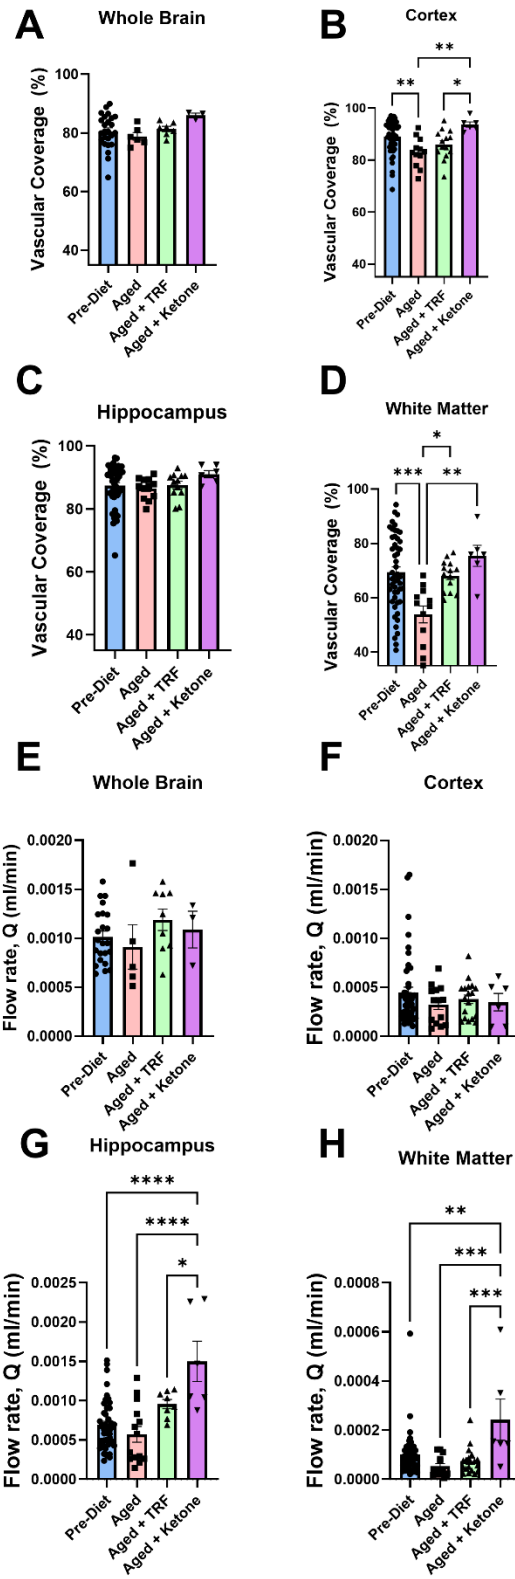 A
Whole Brain
Vascular Coverage (%)
100
80
60
40
Pre-Diet
Aged
Aged + TRF
Aged + Ketone
B
Cortex
**
**
*
Vascular Coverage (%)
100
80
60
40
Pre-Diet
Aged
Aged + TRF
Aged + Ketone
C
Hippocampus
Vascular Coverage (%)
100
80
60
40
Pre-Diet
Aged
Aged + TRF
Aged + Ketone
D
White Matter
*
***
**
Vascular Coverage (%)
100
80
60
40
Pre-Diet
Aged
Aged + TRF
Aged + Ketone
E
Whole Brain
Flow rate, Q (ml/min)
0.0020
0.0015
0.0010
0.0005
0.0000
Pre-Diet
Aged
Aged + TRF
Aged + Ketone
F
Cortex
Flow rate, Q (ml/min)
0.0020
0.0015
0.0010
0.0005
0.0000
Pre-Diet
Aged
Aged + TRF
Aged + Ketone
G
Hippocampus
****
****
*
Flow rate, Q (ml/min)
0.0025
0.0020
0.0015
0.0010
0.0005
0.0000
Pre-Diet
Aged
Aged + TRF
Aged + Ketone
H
White Matter
**
***
***
Flow rate, Q (ml/min)
0.0008
0.0006
0.0004
0.0002
0.0000
Pre-Diet
Aged
Aged + TRF
Aged + Ketone